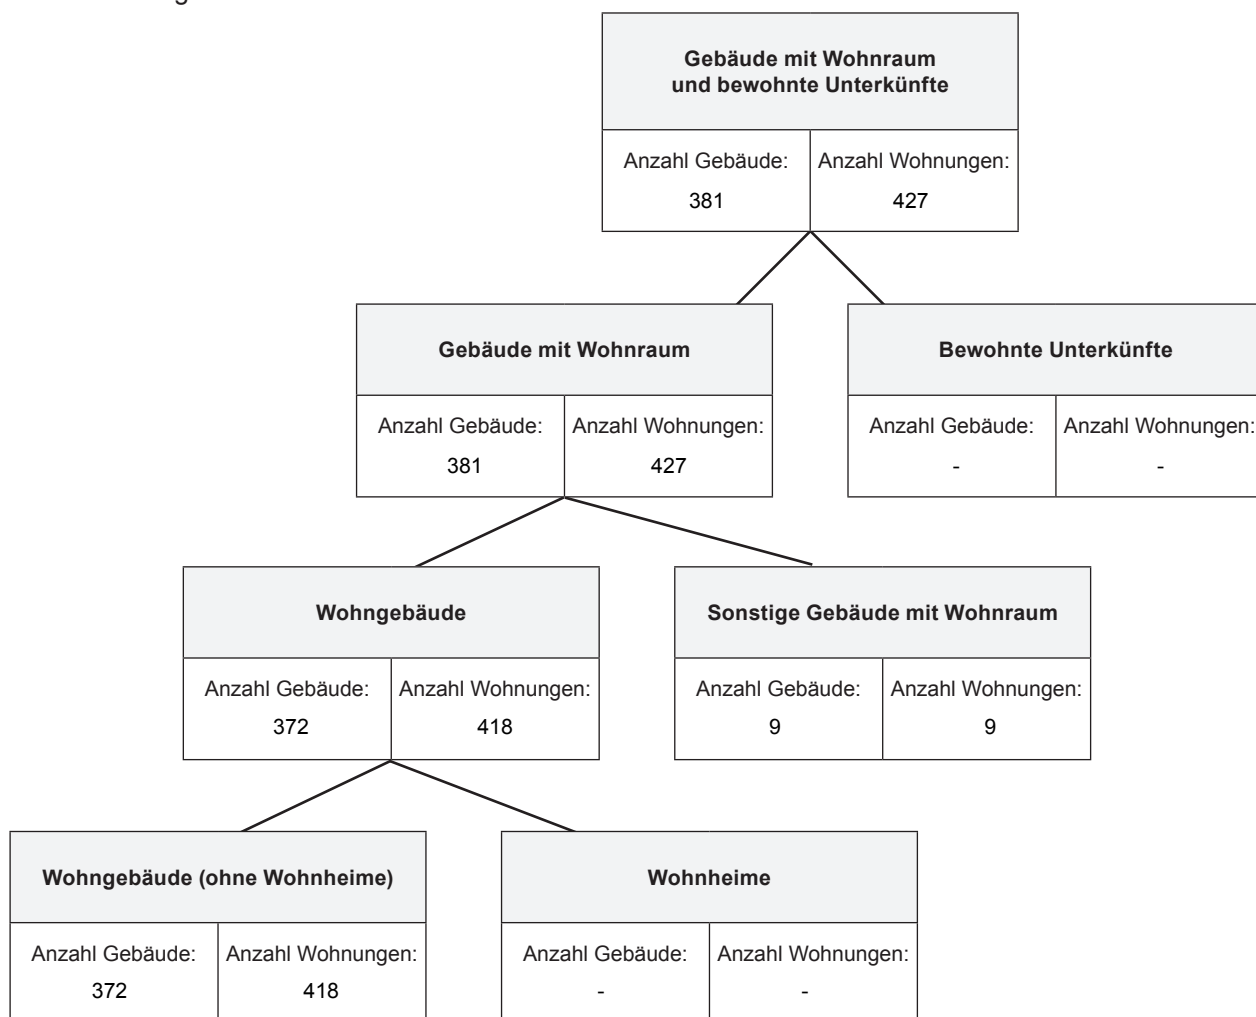 Gebäude mit Wohnraum
und bewohnte Unterkünfte
Anzahl Gebäude: Anzahl Wohnungen:
381 427
Gebäude mit Wohnraum
Anzahl Gebäude: Anzahl Wohnungen:
381 427
Bewohnte Unterkünfte
Anzahl Gebäude: Anzahl Wohnungen:
- -
Wohngebäude
Anzahl Gebäude: Anzahl Wohnungen:
372 418
Sonstige Gebäude mit Wohnraum
Anzahl Gebäude: Anzahl Wohnungen:
9 9
Wohngebäude (ohne Wohnheime)
Anzahl Gebäude: Anzahl Wohnungen:
372 418
Wohnheime
Anzahl Gebäude: Anzahl Wohnungen:
- -